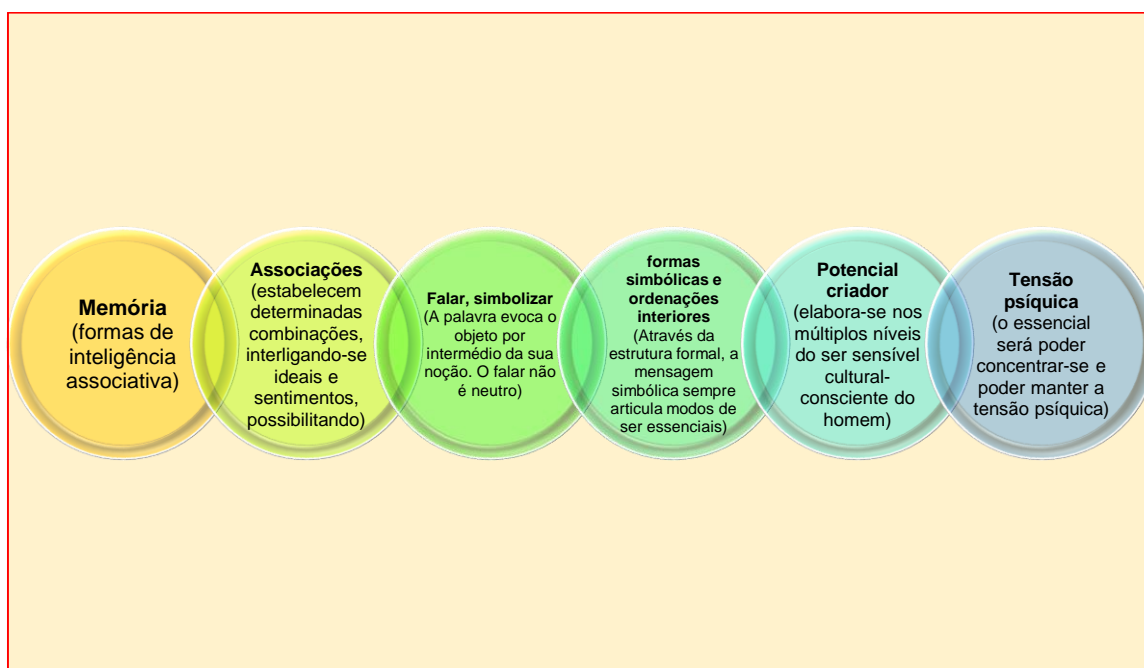 Memória
(formas de
inteligência
associativa)
Associações
(estabelecem
determinadas
combinações,
interligando-se
ideais e
sentimentos,
possibilitando)
Falar, simbolizar
(A palavra evoca o
objeto por
intermédio da sua
noção. O falar não
é neutro)
formas
simbólicas e
ordenações
interiores
(Através da
estrutura formal, a
mensagem
simbólica sempre
articula modos de
ser essenciais)
Potencial
criador
(elabora-se nos
múltiplos níveis
do ser sensível
cultural-
consciente do
homem)
Tensão
psíquica
(o essencial
será poder
concentrar-se e
poder manter a
tensão psíquica)